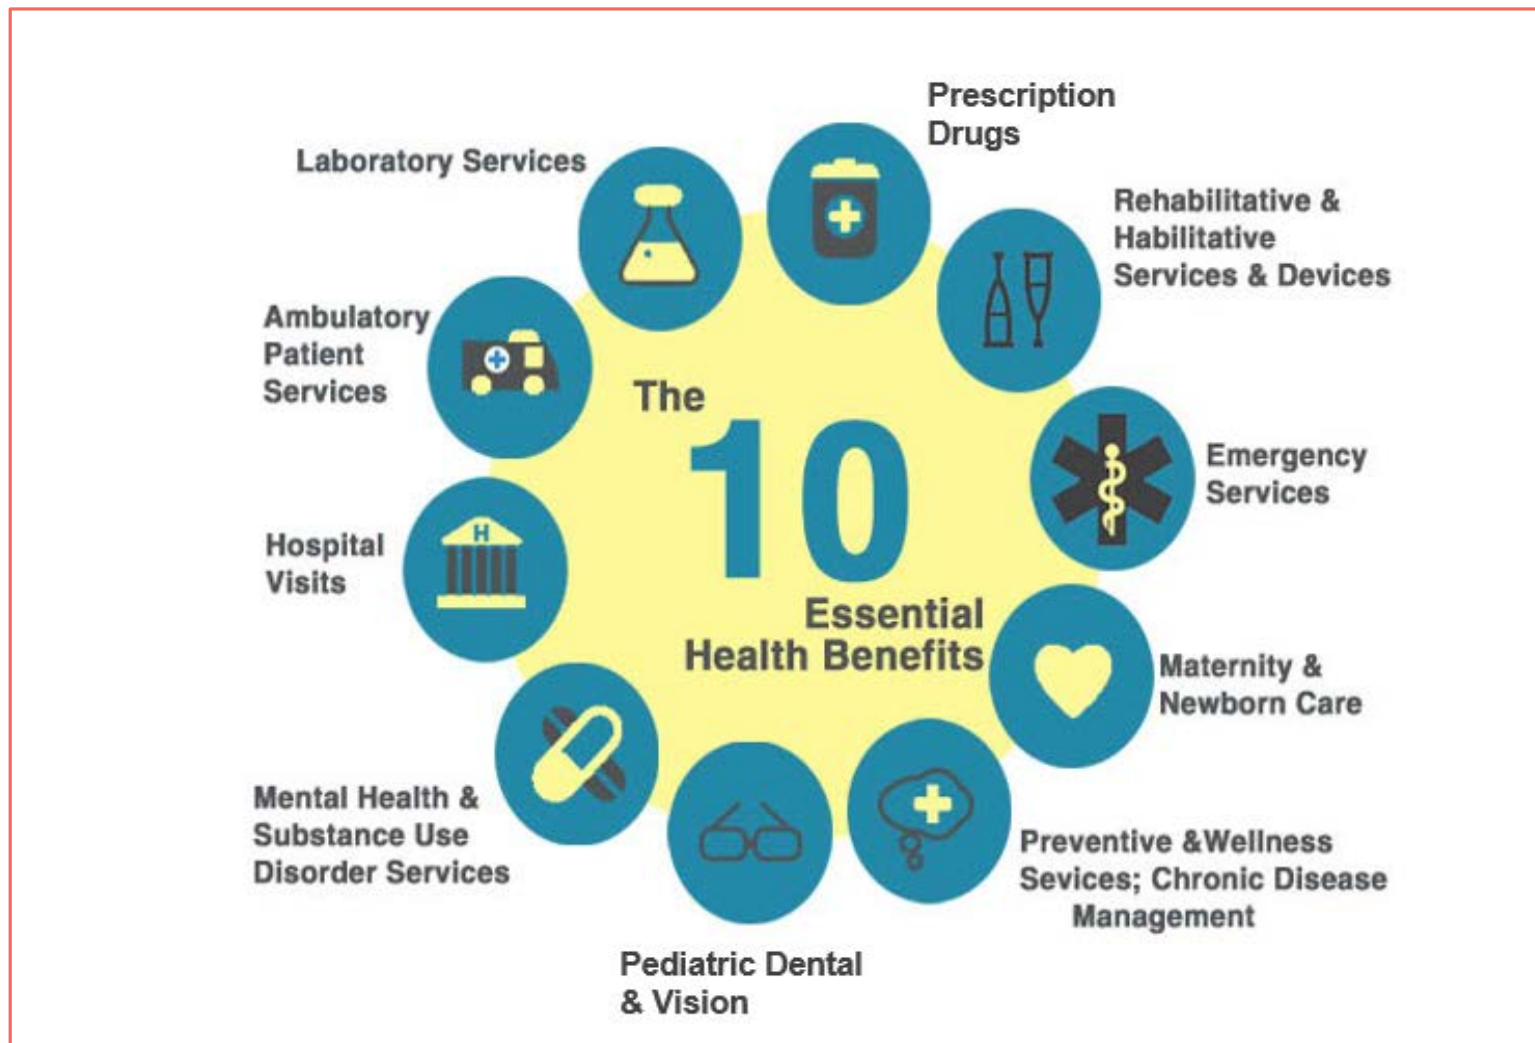 The
10
Essential
Health Benefits
Prescription
Drugs
Rehabilitative &
Habilitative
Services & Devices
Emergency
Services
Maternity &
Newborn Care
Preventive &Wellness
Sevices; Chronic Disease
Management
Pediatric Dental
& Vision
Mental Health &
Substance Use
Disorder Services
Hospital
Visits
H
Ambulatory
Patient
Services
Laboratory Services